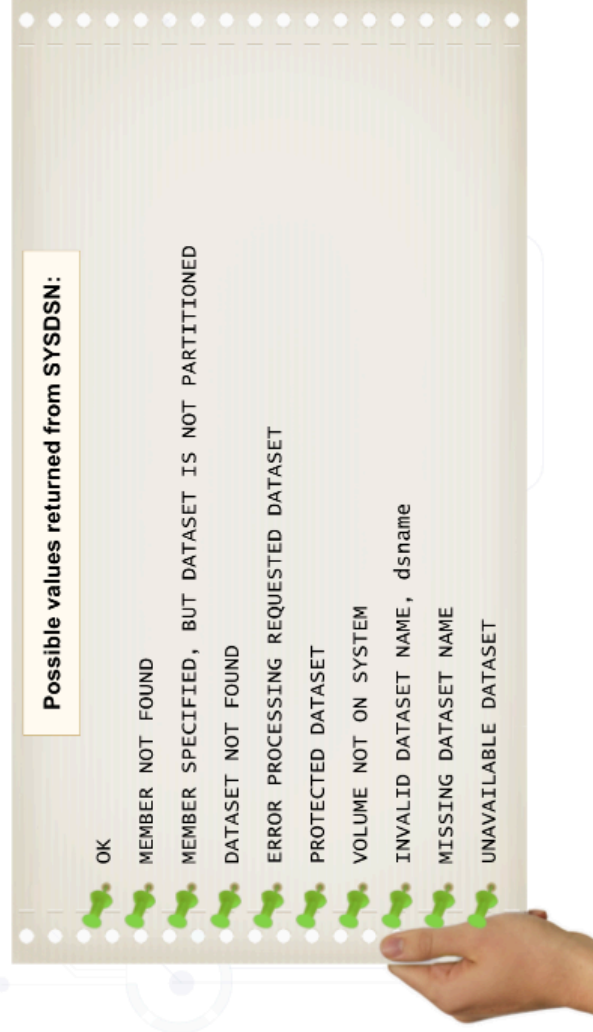 Possible values returned from SYSDSN:
OK
MEMBER NOT FOUND
MEMBER SPECIFIED, BUT DATASET IS NOT PARTITIONED
DATASET NOT FOUND
ERROR PROCESSING REQUESTED DATASET
PROTECTED DATASET
VOLUME NOT ON SYSTEM
INVALID DATASET NAME, dsname
MISSING DATASET NAME
UNAVAILABLE DATASET